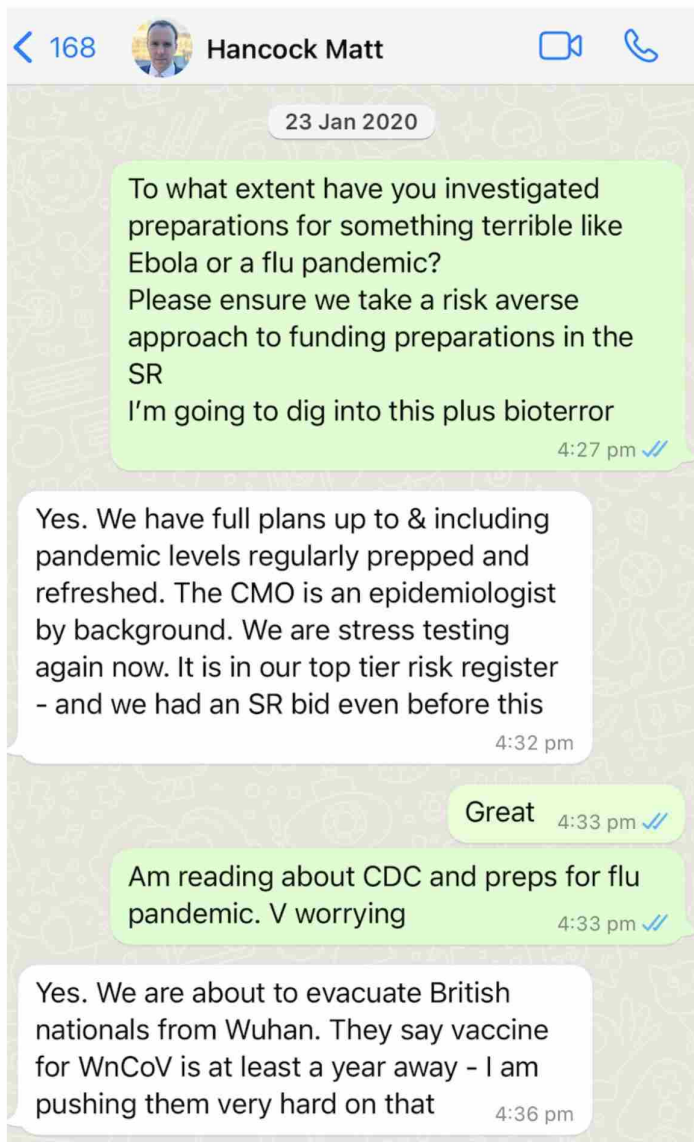 168
Hancock Matt
23 Jan 2020
To what extent have you investigated
preparations for something terrible like
Ebola or a flu pandemic?
Please ensure we take a risk averse
approach to funding preparations in the
SR
I'm going to dig into this plus bioterror
4:27 pm
Yes. We have full plans up to & including
pandemic levels regularly prepped and
refreshed. The CMO is an epidemiologist
by background. We are stress testing
again now. It is in our top tier risk register
- and we had an SR bid even before this
4:32 pm
Great 4:33 pm
Am reading about CDC and preps for flu
pandemic. V worrying 4:33 pm
Yes. We are about to evacuate British
nationals from Wuhan. They say vaccine
for WnCoV is at least a year away - I am
pushing them very hard on that 4:36 pm